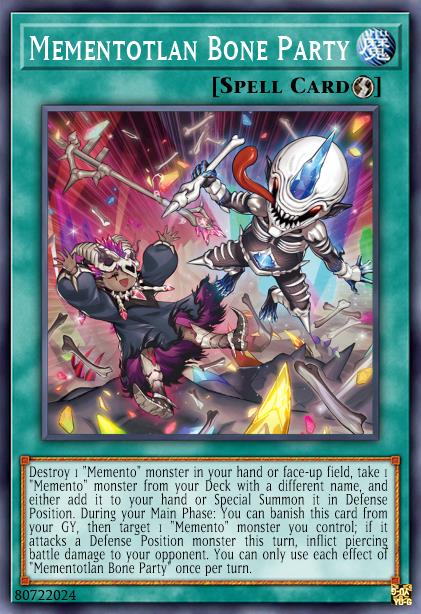 Mementotlan Bone Party
魔
[Spell Card]
Destroy 1 "Memento" monster in your hand or face-up field, take 1
"Memento" monster from your Deck with a different name, and
either add it to your hand or Special Summon it in Defense
Position. During your Main Phase: You can banish this card from
your GY, then target 1 "Memento" monster you control; if it
attacks a Defense Position monster this turn, inflict piercing
battle damage to your opponent. You can only use each effect of
"Mementotlan Bone Party" once per turn.
80722024